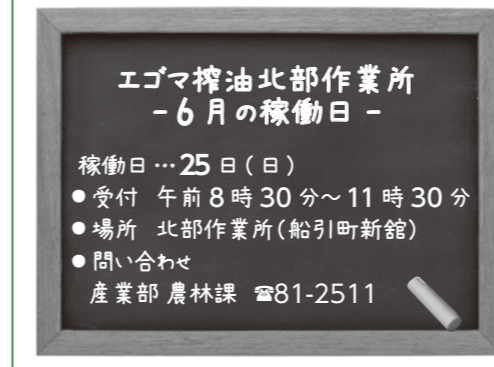 エゴマ搾油北部作業所
-6月の稼働日-
稼働日…25日(日)
●受付 午前8時30分~11時30分
●場所 北部作業所(船引町新舘)
●問い合わせ
産業部 農林課 ☎81-2511